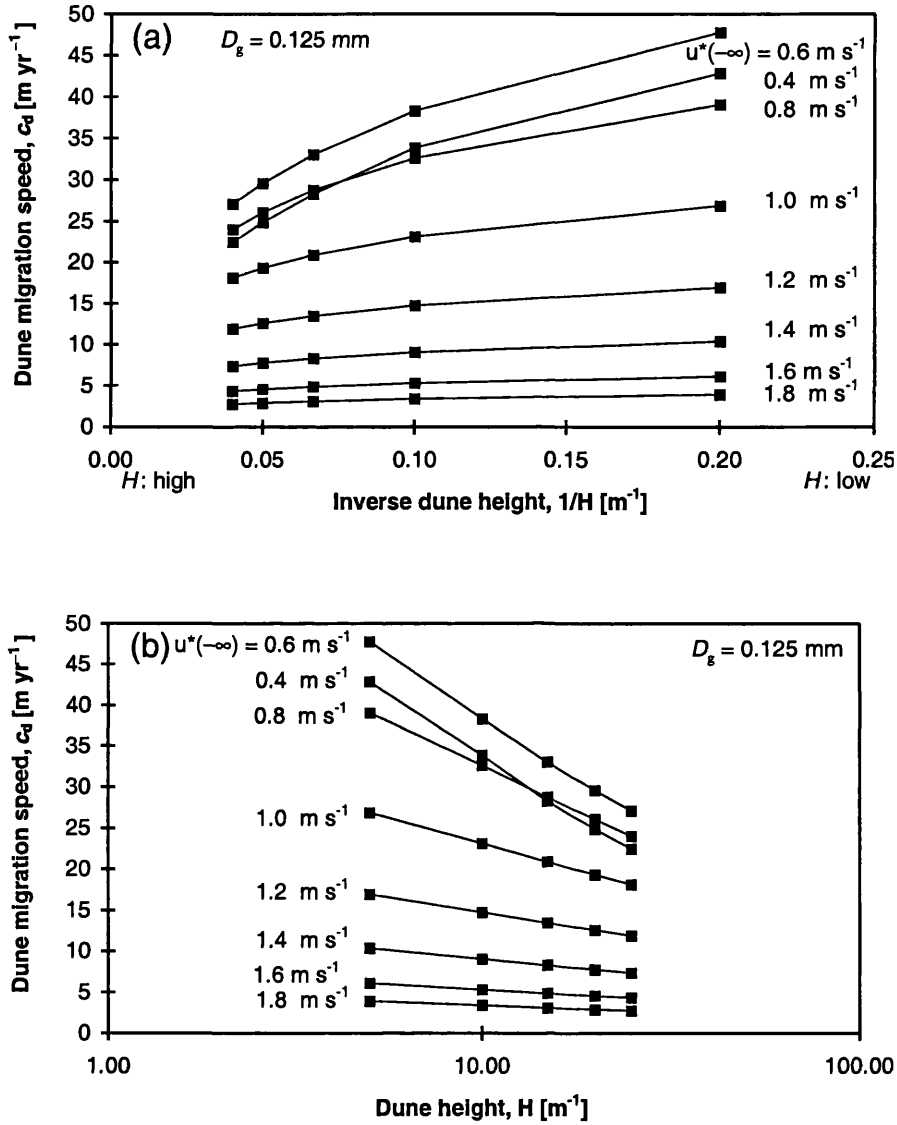 (a)
D_g = 0.125 mm
u*(−∞) = 0.6 m s⁻¹
0.4 m s⁻¹
0.8 m s⁻¹
1.0 m s⁻¹
1.2 m s⁻¹
1.4 m s⁻¹
1.6 m s⁻¹
1.8 m s⁻¹
Dune migration speed, c_d [m yr⁻¹]
50
45
40
35
30
25
20
15
10
5
0
0.00
0.05
0.10
0.15
0.20
0.25
H: high
H: low
Inverse dune height, 1/H [m⁻¹]
(b)
u*(−∞) = 0.6 m s⁻¹
D_g = 0.125 mm
0.4 m s⁻¹
0.8 m s⁻¹
1.0 m s⁻¹
1.2 m s⁻¹
1.4 m s⁻¹
1.6 m s⁻¹
1.8 m s⁻¹
Dune migration speed, c_d [m yr⁻¹]
50
45
40
35
30
25
20
15
10
5
0
1.00
10.00
100.00
Dune height, H [m⁻¹]